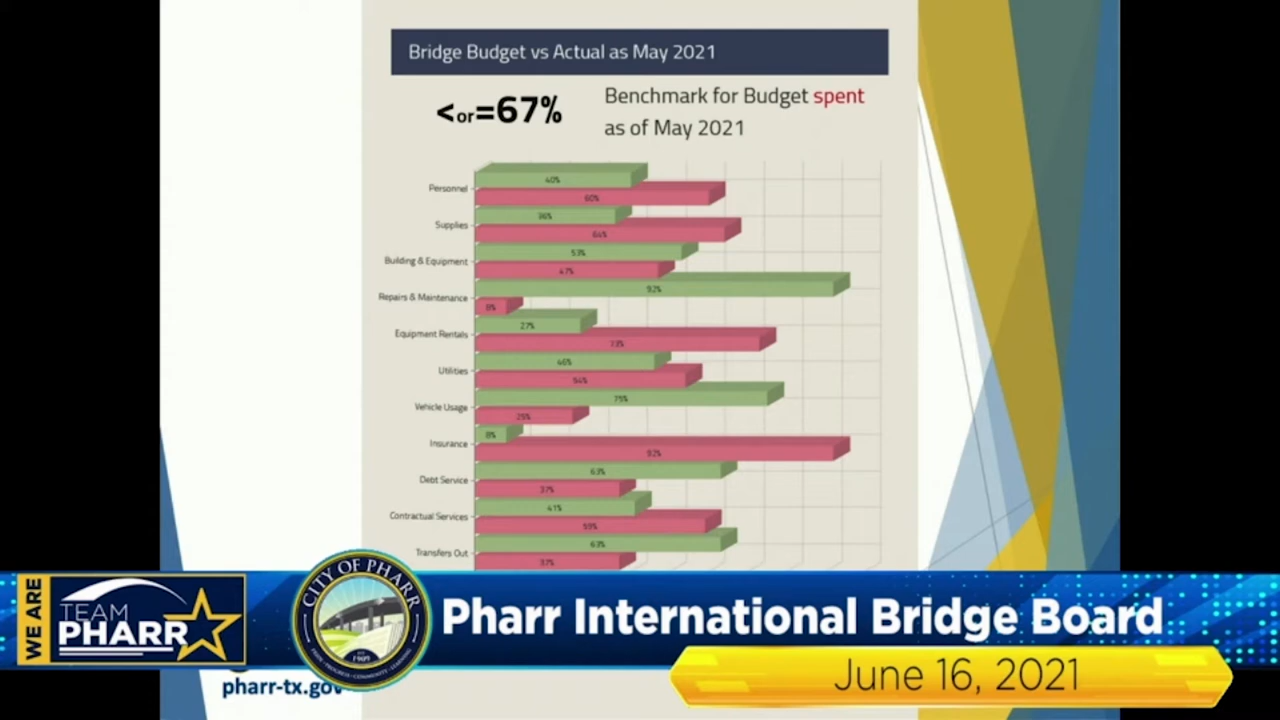 Bridge Budget vs Actual as May 2021
<or=67%
Benchmark for Budget spent
as of May 2021
40%
Personnel
60%
36%
Supplies
64%
53%
Building & Equipment
47%
92%
Repairs & Maintenance
8%
27%
Equipment Rentals
73%
46%
Utilities
54%
75%
Vehicle Usage
25%
8%
Insurance
92%
63%
Debt Service
37%
41%
Contractual Services
59%
63%
Transfers Out
37%
WE ARE
TEAM
PHARR
CITY OF PHARR
1909
Pharr International Bridge Board
June 16, 2021
pharr-tx.gov